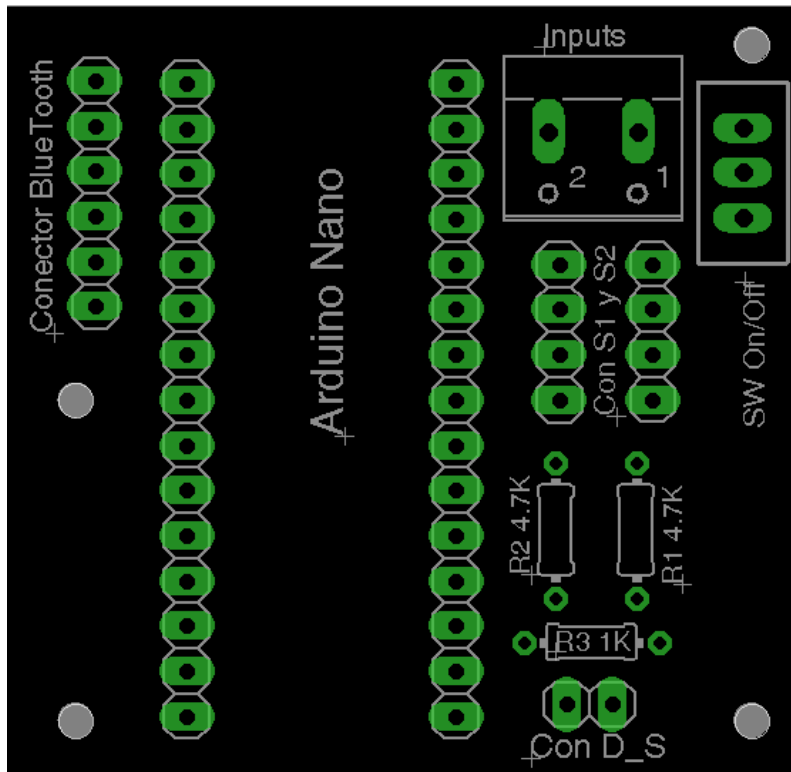 Inputs
Conector BlueTooth
Arduino Nano
2 1
Con S1 y S2
SW On/Off
R2 4.7K
R1 4.7K
R3 1K
Con D_S